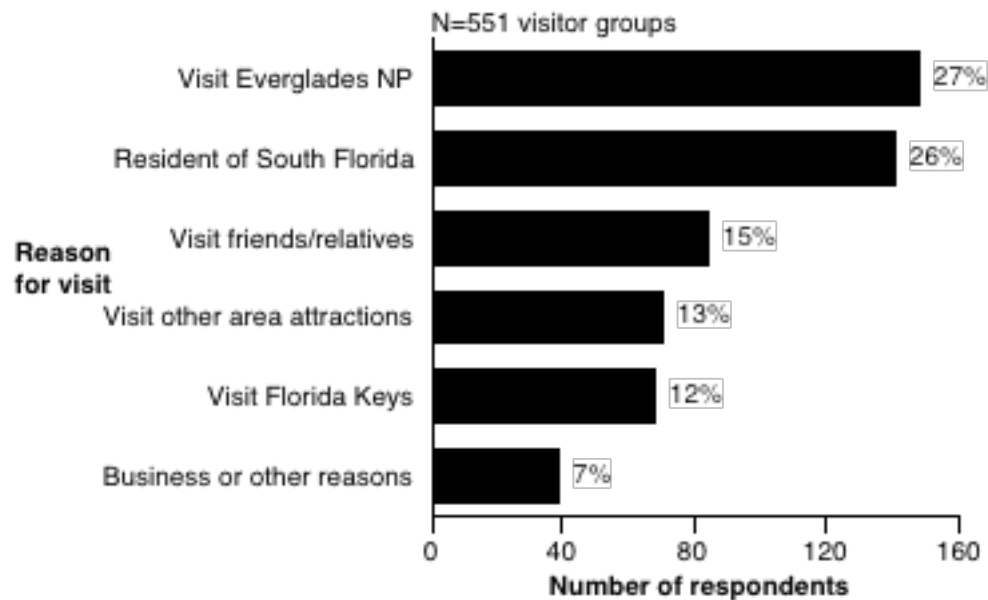 N=551 visitor groups
Visit Everglades NP
27%
Resident of South Florida
26%
Visit friends/relatives
15%
Reason
for visit
Visit other area attractions
13%
Visit Florida Keys
12%
Business or other reasons
7%
0 40 80 120 160
Number of respondents